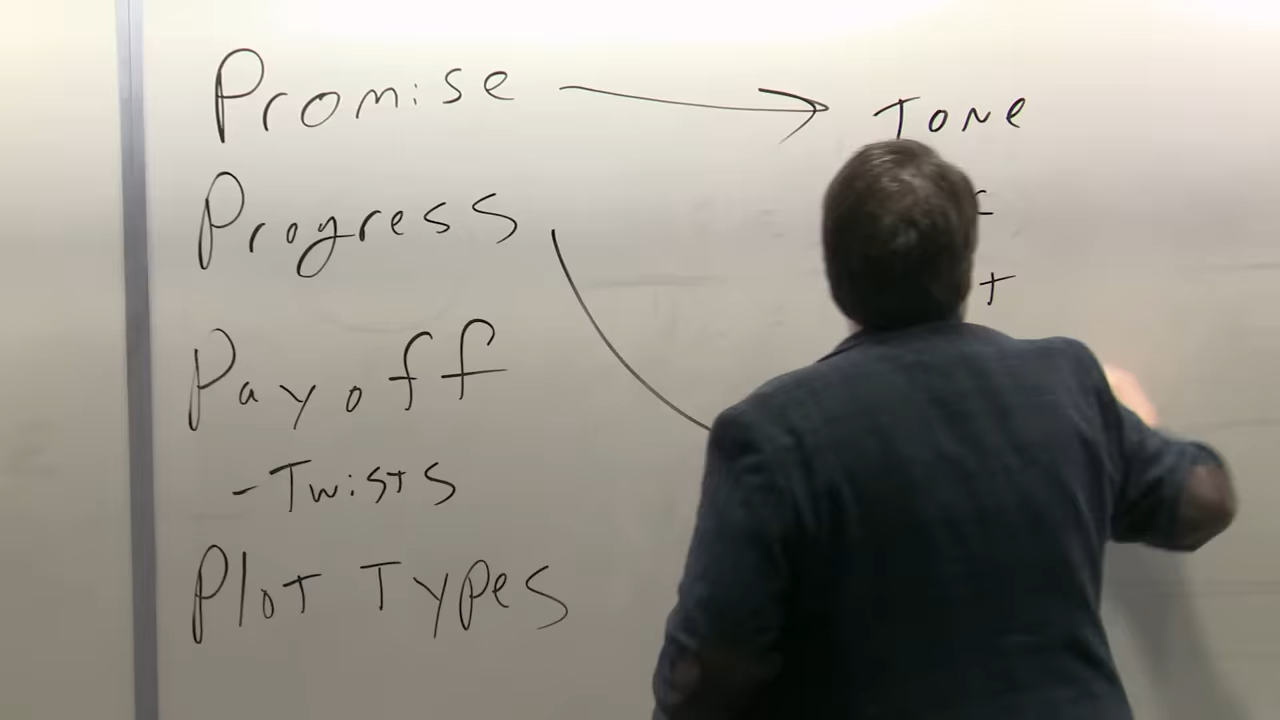 Promise → Tone
Progress
Payoff
- Twists
Plot Types